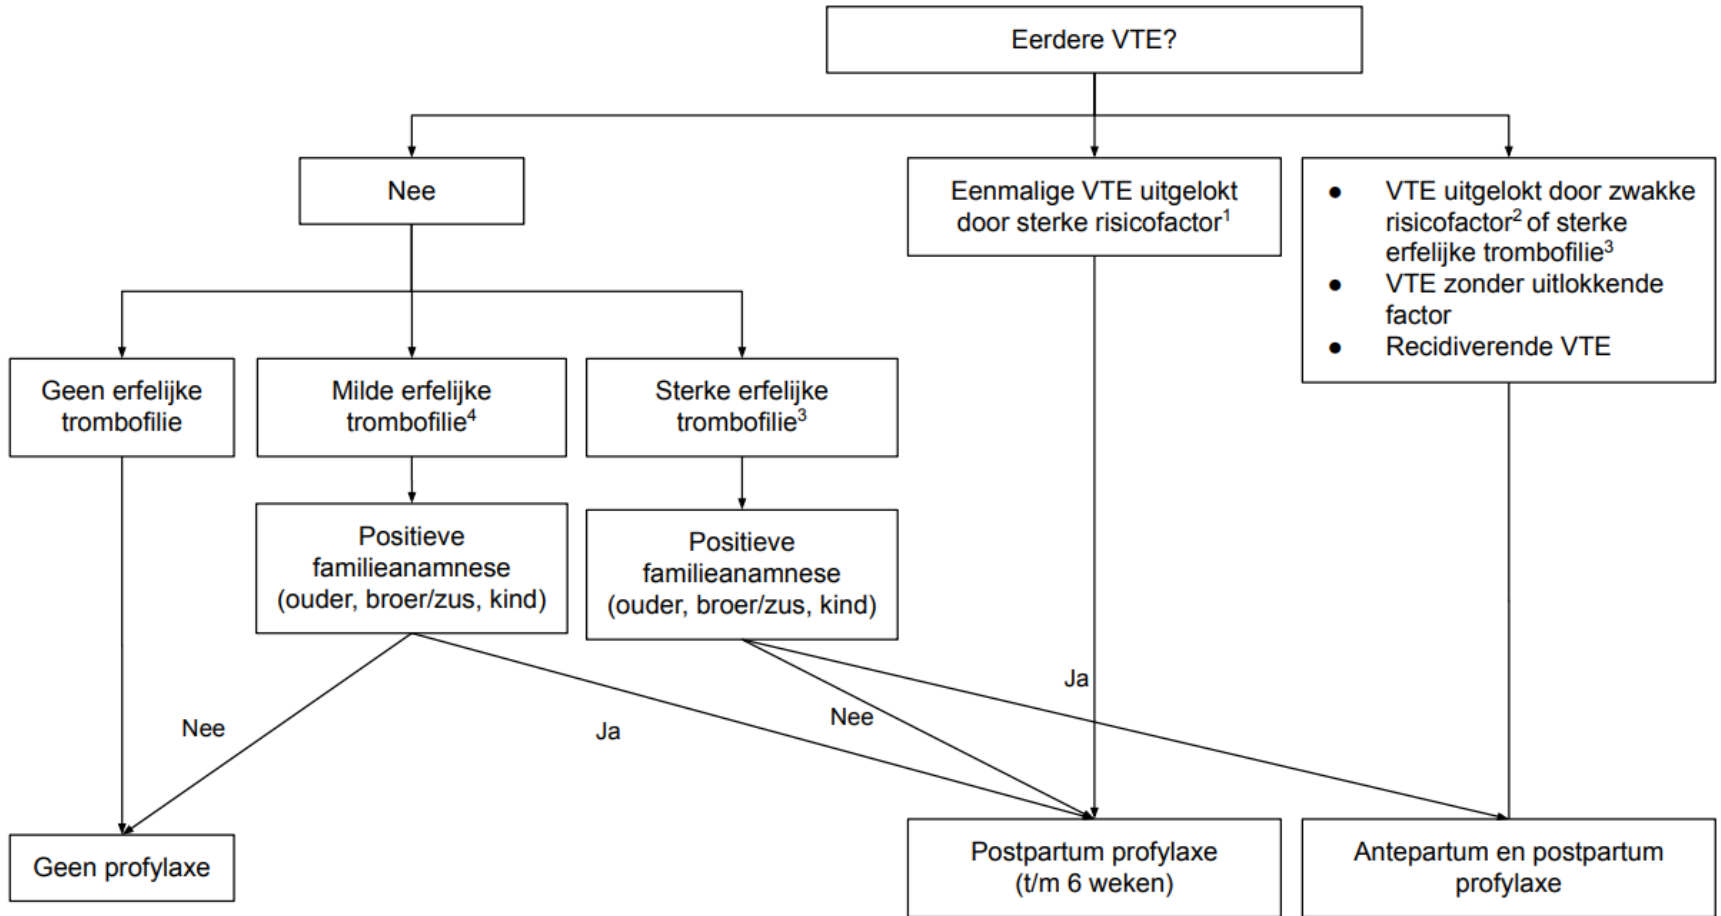 Eerdere VTE?
Nee
Eenmalige VTE uitgelokt
door sterke risicofactor¹
● VTE uitgelokt door zwakke
risicofactor² of sterke
erfelijke trombofilie³
● VTE zonder uitlokkende
factor
● Recidiverende VTE
Geen erfelijke
trombofilie
Milde erfelijke
trombofilie⁴
Sterke erfelijke
trombofilie³
Positieve
familieanamnese
(ouder, broer/zus, kind)
Positieve
familieanamnese
(ouder, broer/zus, kind)
Nee
Ja
Nee
Ja
Geen profylaxe
Postpartum profylaxe
(t/m 6 weken)
Antepartum en postpartum
profylaxe